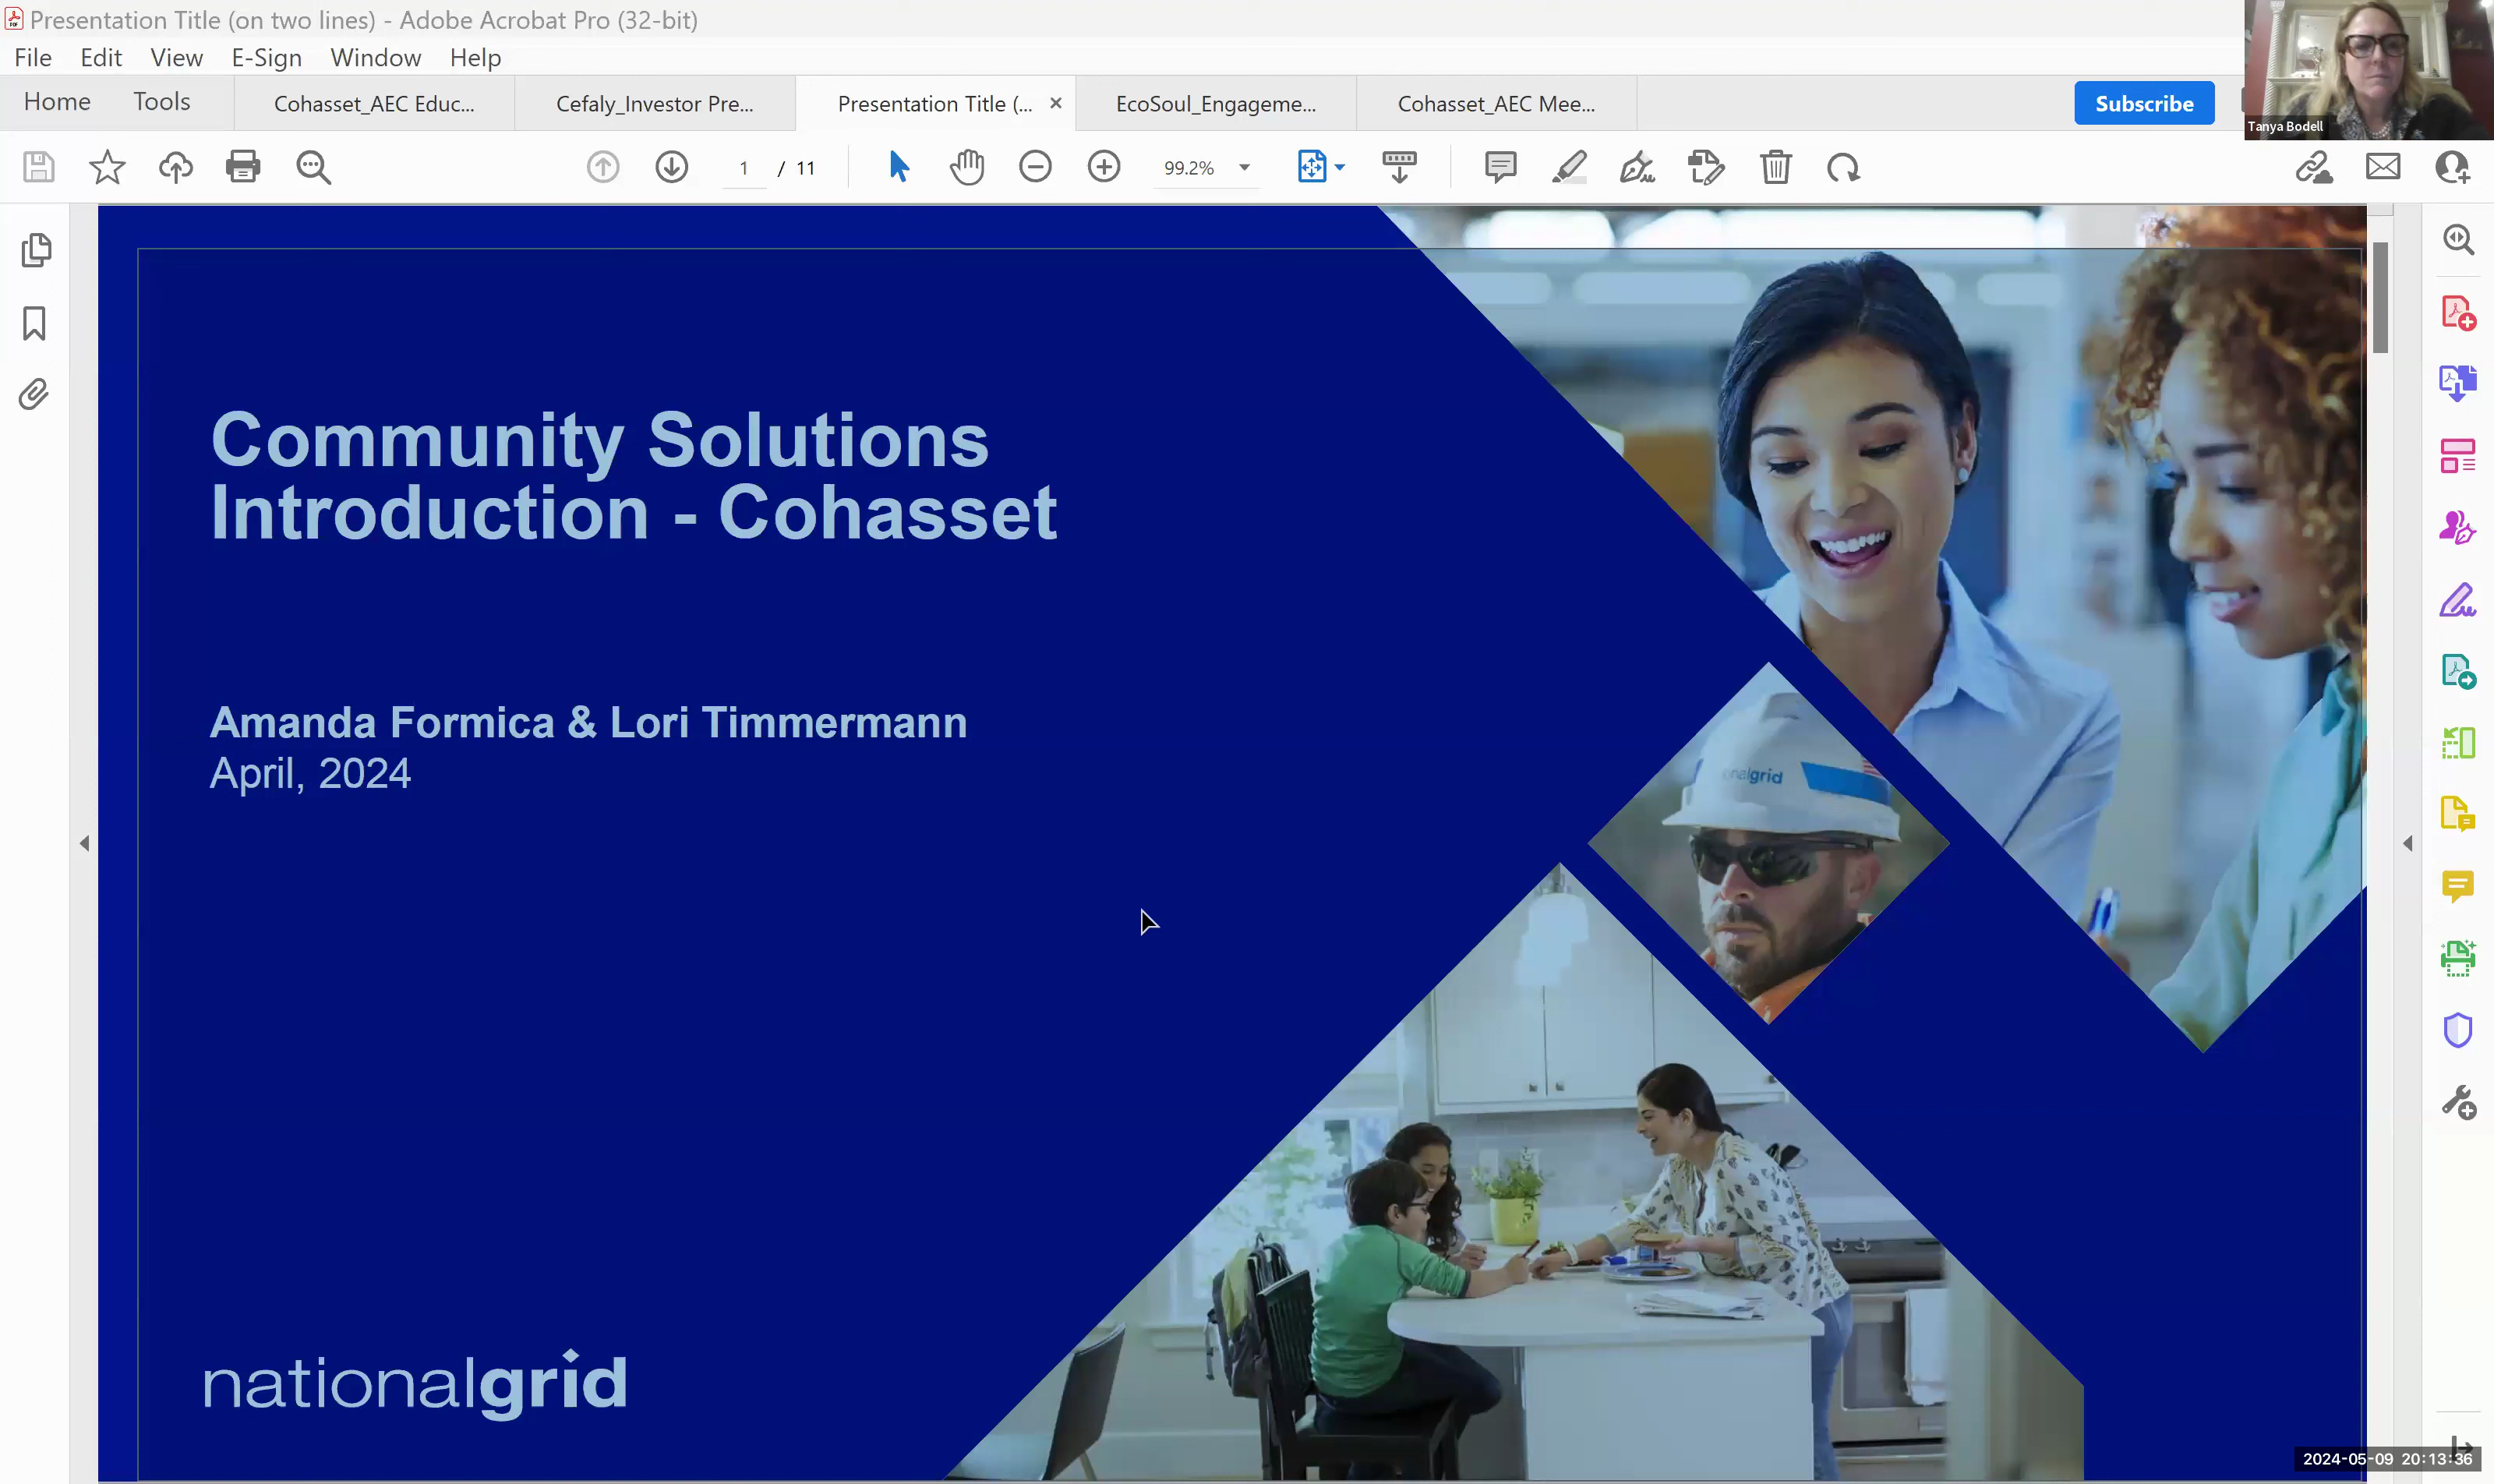 Presentation Title (on two lines) - Adobe Acrobat Pro (32-bit)
File Edit View E-Sign Window Help
Home Tools Cohasset_AEC Educ... Cefaly_Investor Pre... Presentation Title (... EcoSoul_Engageme... Cohasset_AEC Mee... Subscribe
Tanya Bodell
1 / 11 99.2%
Community Solutions
Introduction - Cohasset
Amanda Formica & Lori Timmermann
April, 2024
nalgrid
nationalgrid
2024-05-09 20:13:36